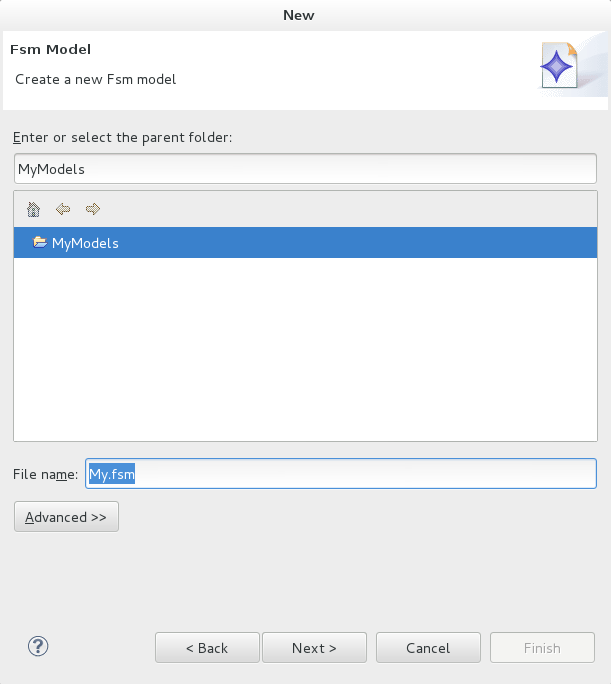 New
Fsm Model
Create a new Fsm model
Enter or select the parent folder:
MyModels
MyModels
File name: My.fsm
Advanced >>
? < Back Next > Cancel Finish